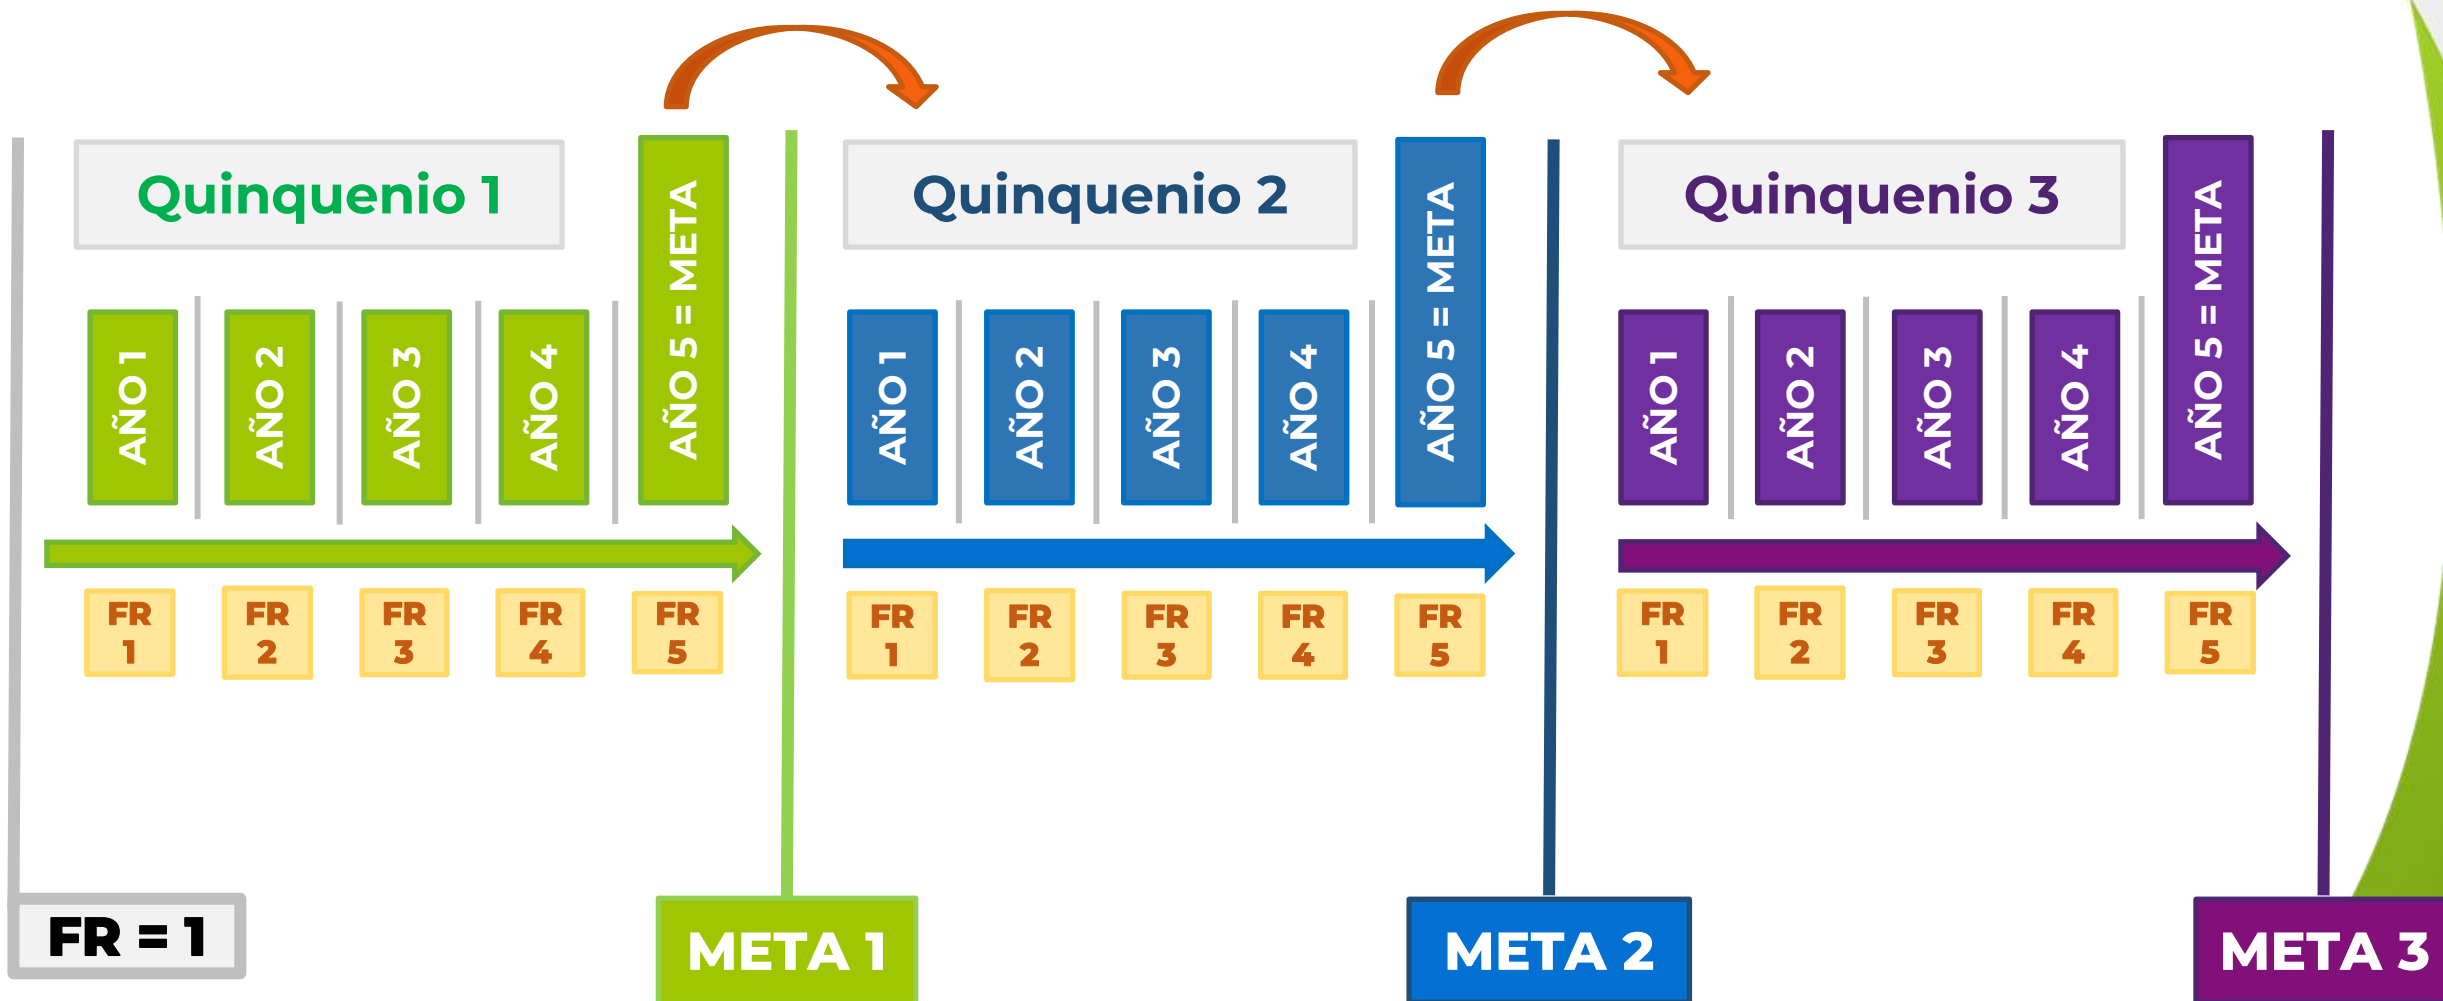 Quinquenio 1
AÑO 1
AÑO 2
AÑO 3
AÑO 4
AÑO 5 = META
FR
1
FR
2
FR
3
FR
4
FR
5
Quinquenio 2
AÑO 1
AÑO 2
AÑO 3
AÑO 4
AÑO 5 = META
FR
1
FR
2
FR
3
FR
4
FR
5
Quinquenio 3
AÑO 1
AÑO 2
AÑO 3
AÑO 4
AÑO 5 = META
FR
1
FR
2
FR
3
FR
4
FR
5
FR = 1
META 1
META 2
META 3